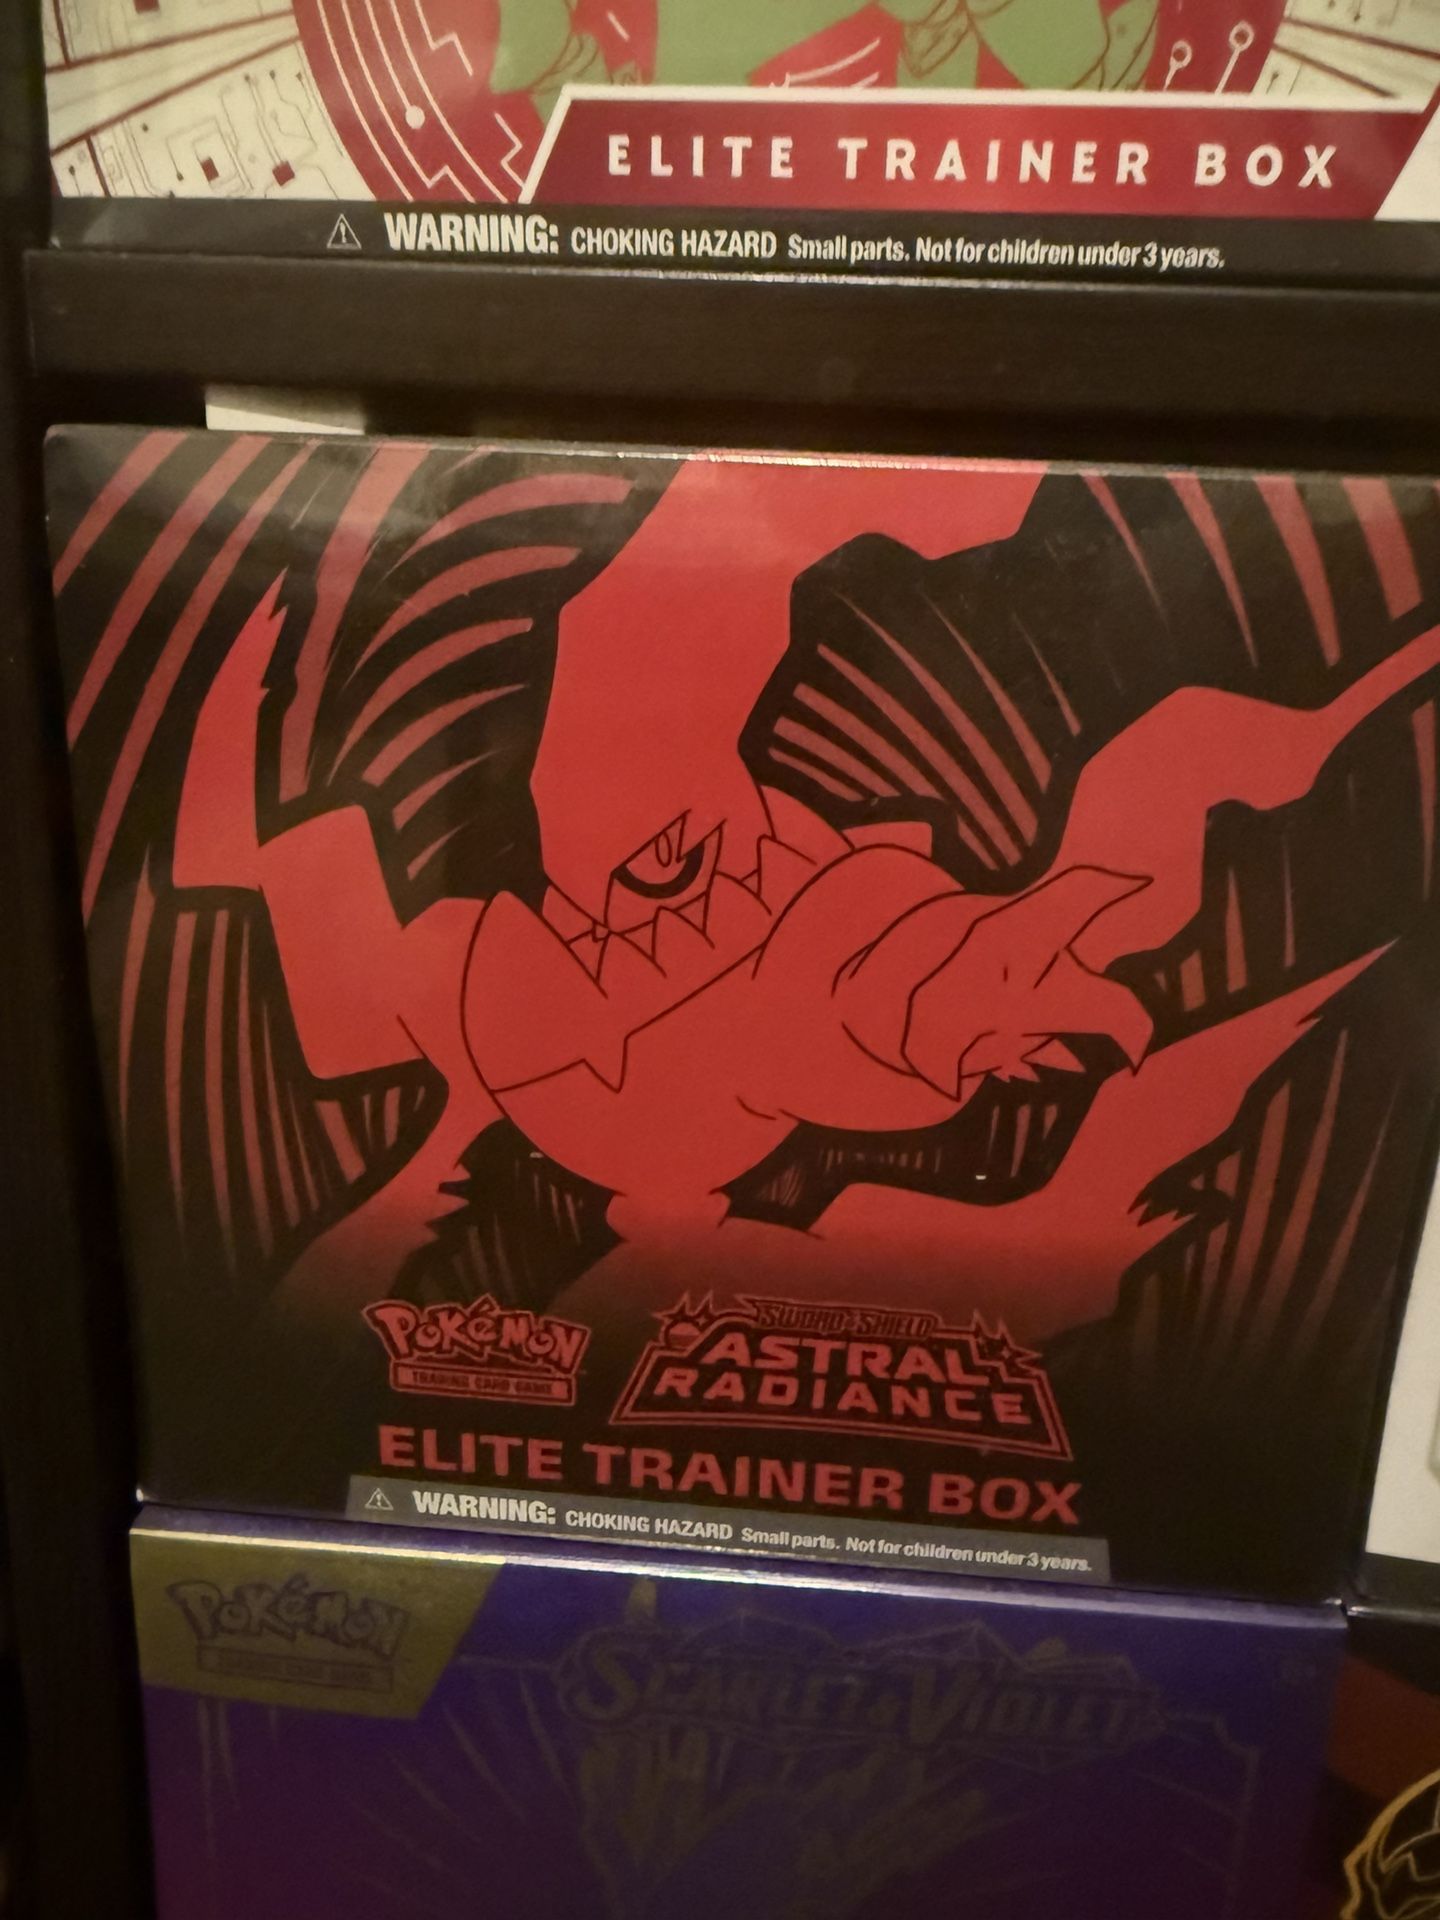 ELITE TRAINER BOX
WARNING: CHOKING HAZARD Small parts. Not for children under 3 years.
POKéMON
TRADING CARD GAME
SWORD & SHIELD
ASTRAL
RADIANCE
ELITE TRAINER BOX
WARNING: CHOKING HAZARD Small parts. Not for children under 3 years.
POKéMON
SCARLET & VIOLET